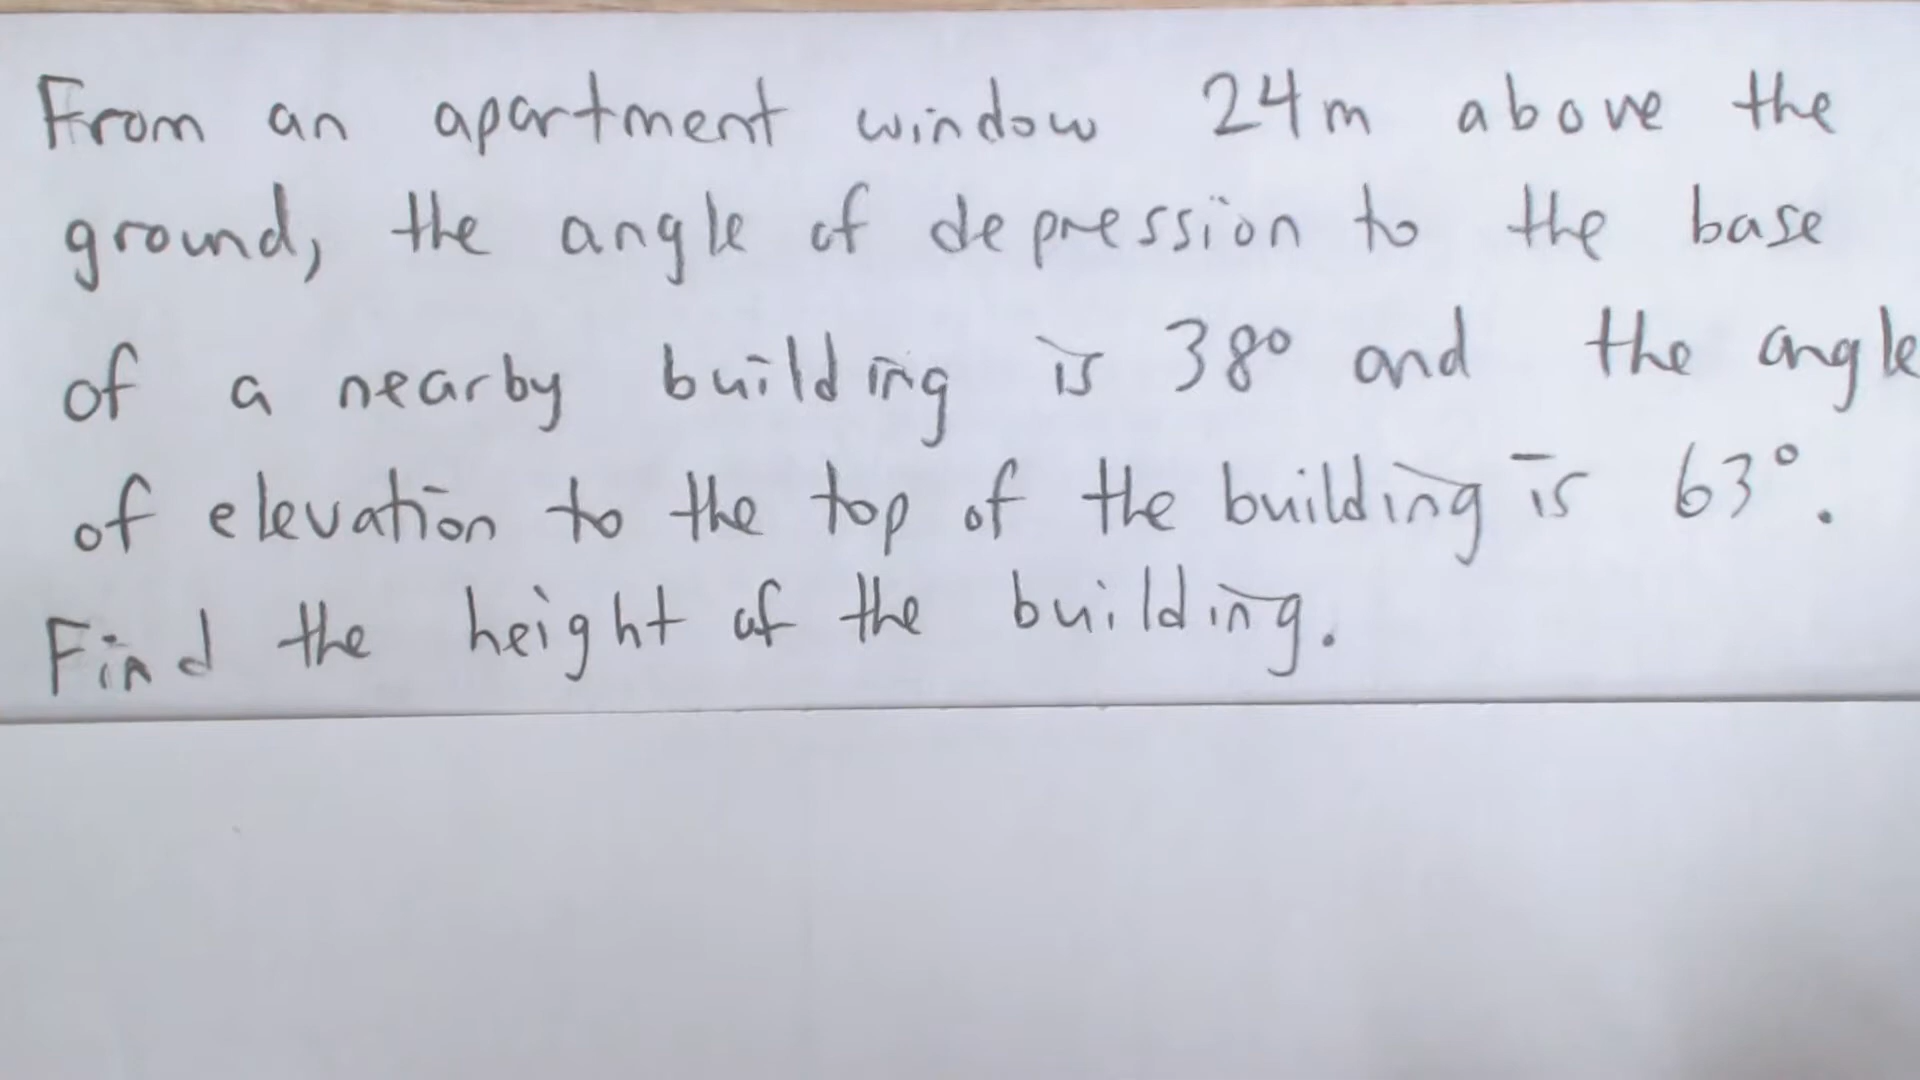 From an apartment window 24m above the
ground, the angle of depression to the base
of a nearby building is 38° and the angle
of elevation to the top of the building is 63°.
Find the height of the building.